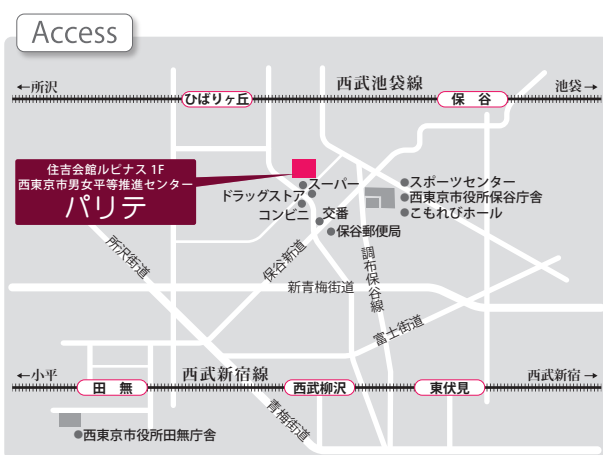 Access
←所沢
西武池袋線
池袋→
ひばりヶ丘
保 谷
住吉会館ルピナス 1F
西東京市男女平等推進センター
パリテ
スーパー
ドラッグストア
コンビニ
交番
保谷郵便局
スポーツセンター
西東京市役所保谷庁舎
こもれびホール
所沢街道
保谷新道
調布保谷線
新青梅街道
富士街道
←小平
西武新宿線
西武新宿→
田 無
西武柳沢
東伏見
青梅街道
西東京市役所田無庁舎